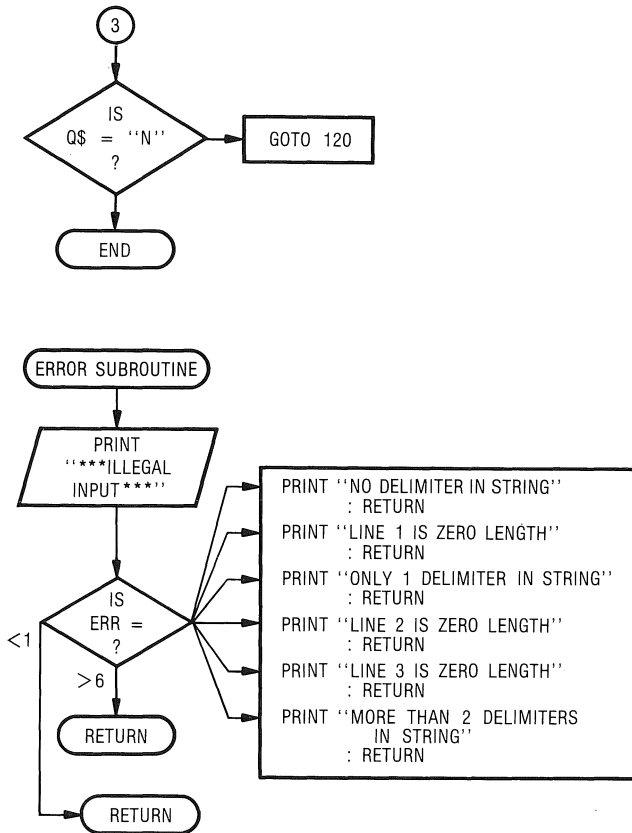 3
IS
Q$ = ‘‘N’’
?
GOTO 120
END
ERROR SUBROUTINE
PRINT
‘‘***ILLEGAL
INPUT***’’
IS
ERR =
?
<1
>6
RETURN
RETURN
PRINT ‘‘NO DELIMITER IN STRING’’
: RETURN
PRINT ‘‘LINE 1 IS ZERO LENGTH’’
: RETURN
PRINT ‘‘ONLY 1 DELIMITER IN STRING’’
: RETURN
PRINT ‘‘LINE 2 IS ZERO LENGTH’’
: RETURN
PRINT ‘‘LINE 3 IS ZERO LENGTH’’
: RETURN
PRINT ‘‘MORE THAN 2 DELIMITERS
IN STRING’’
: RETURN